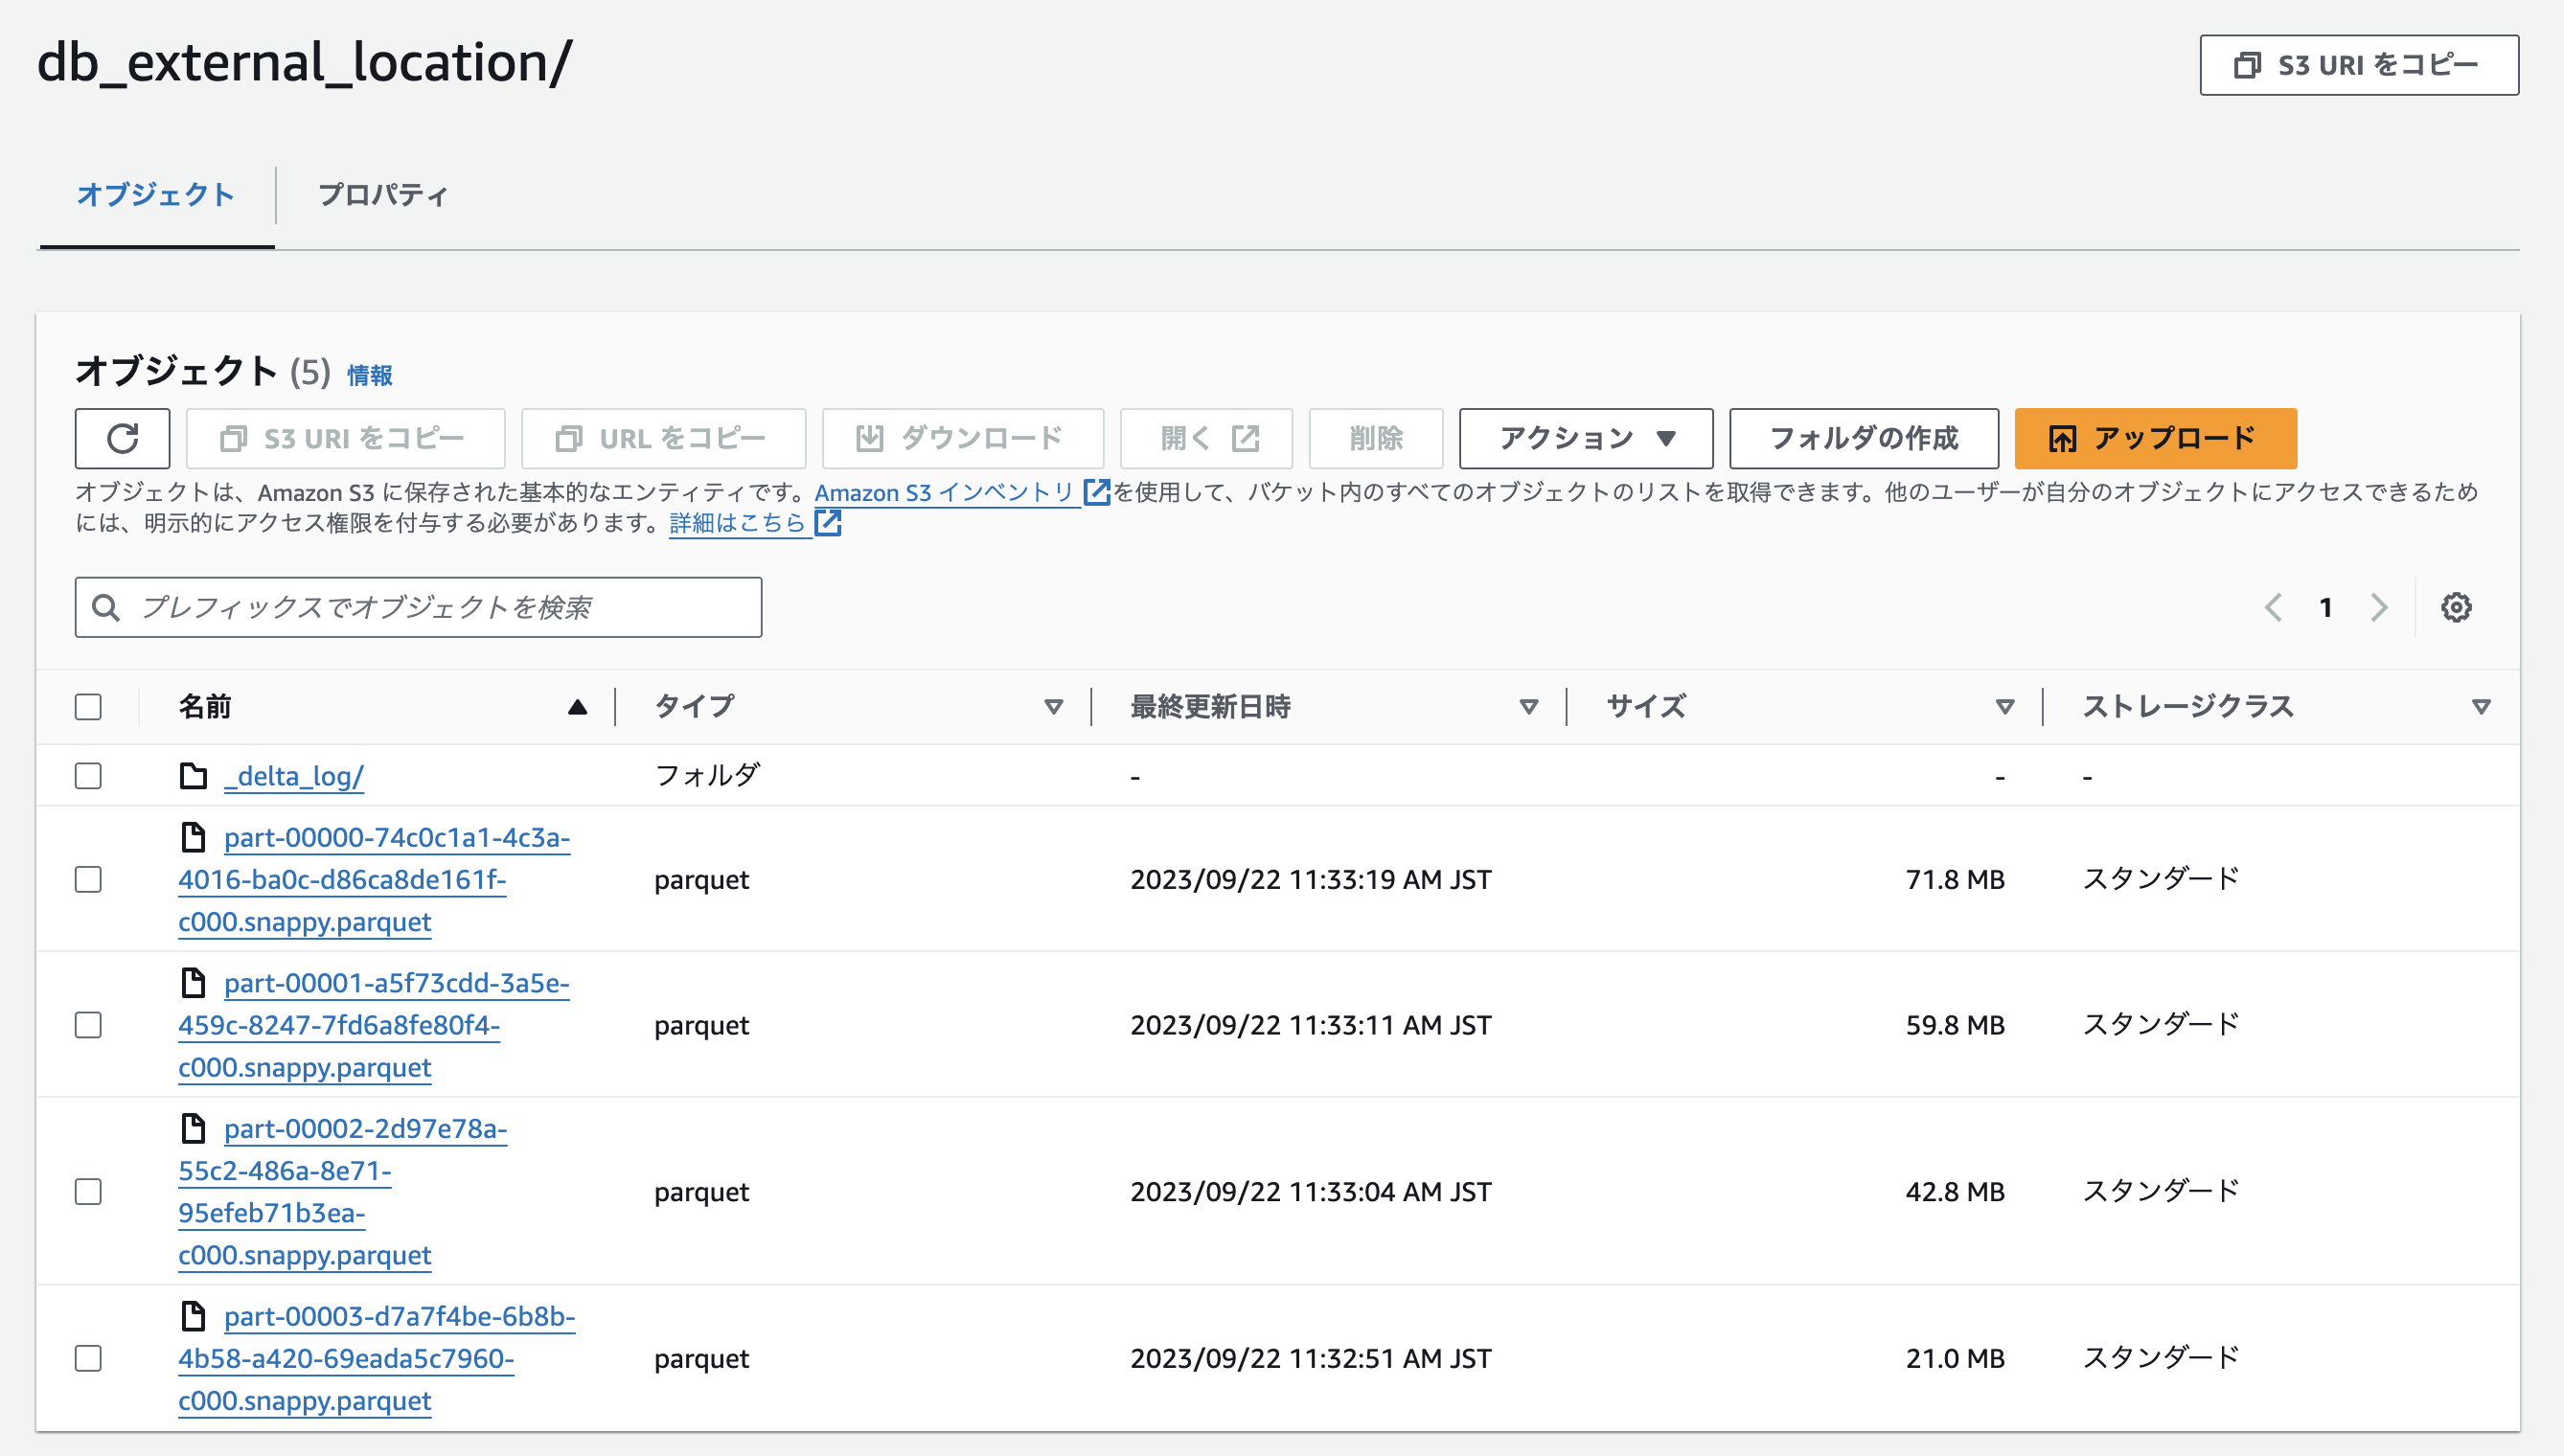 db_external_location/
S3 URI をコピー
オブジェクト
プロパティ
オブジェクト (5) 情報
S3 URI をコピー
URL をコピー
ダウンロード
開く
削除
アクション
フォルダの作成
アップロード
オブジェクトは、Amazon S3 に保存された基本的なエンティティです。Amazon S3 インベントリ を使用して、バケット内のすべてのオブジェクトのリストを取得できます。他のユーザーが自分のオブジェクトにアクセスできるため
には、明示的にアクセス権限を付与する必要があります。詳細はこちら
プレフィックスでオブジェクトを検索
1
名前 タイプ 最終更新日時 サイズ ストレージクラス
_delta_log/ フォルダ - - -
part-00000-74c0c1a1-4c3a-
4016-ba0c-d86ca8de161f- parquet 2023/09/22 11:33:19 AM JST 71.8 MB スタンダード
c000.snappy.parquet
part-00001-a5f73cdd-3a5e-
459c-8247-7fd6a8fe80f4- parquet 2023/09/22 11:33:11 AM JST 59.8 MB スタンダード
c000.snappy.parquet
part-00002-2d97e78a-
55c2-486a-8e71-
parquet 2023/09/22 11:33:04 AM JST 42.8 MB スタンダード
95efeb71b3ea-
c000.snappy.parquet
part-00003-d7a7f4be-6b8b-
4b58-a420-69eada5c7960- parquet 2023/09/22 11:32:51 AM JST 21.0 MB スタンダード
c000.snappy.parquet